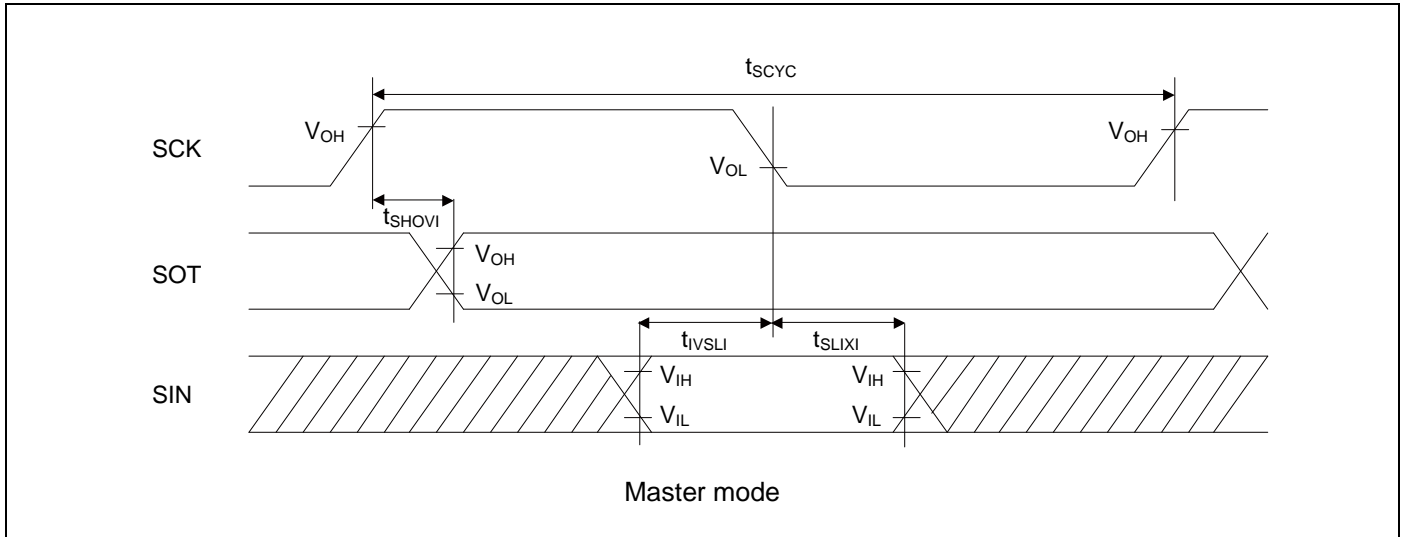 tSCYC
SCK
VOH
VOL
VOH
tSHOVI
SOT
VOH
VOL
tIVSLI
tSLIXI
SIN
VIH
VIH
VIL
VIL
Master mode